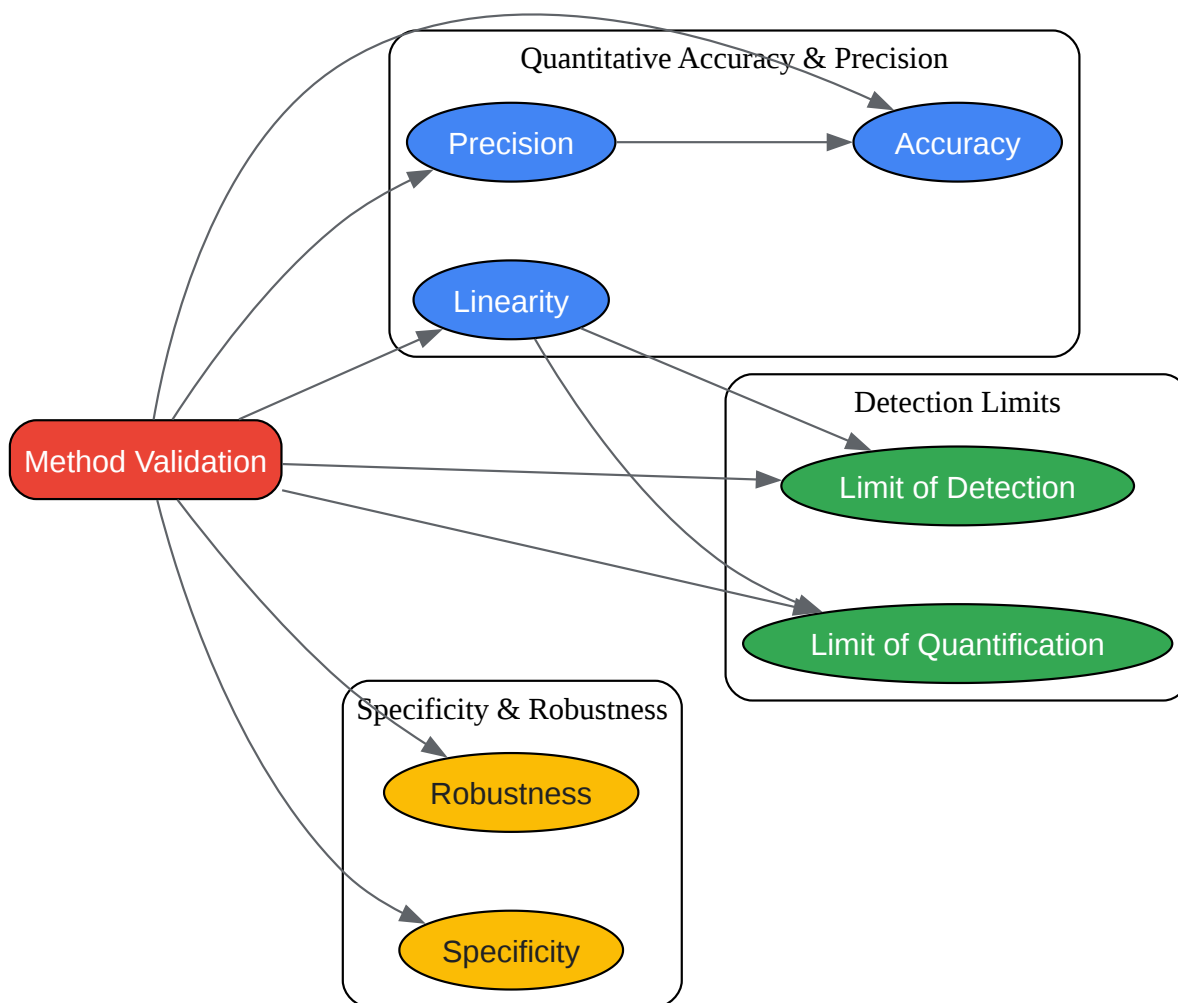 Quantitative Accuracy & Precision
Precision
Accuracy
Linearity
Detection Limits
Method Validation
Limit of Detection
Limit of Quantification
Specificity & Robustness
Robustness
Specificity